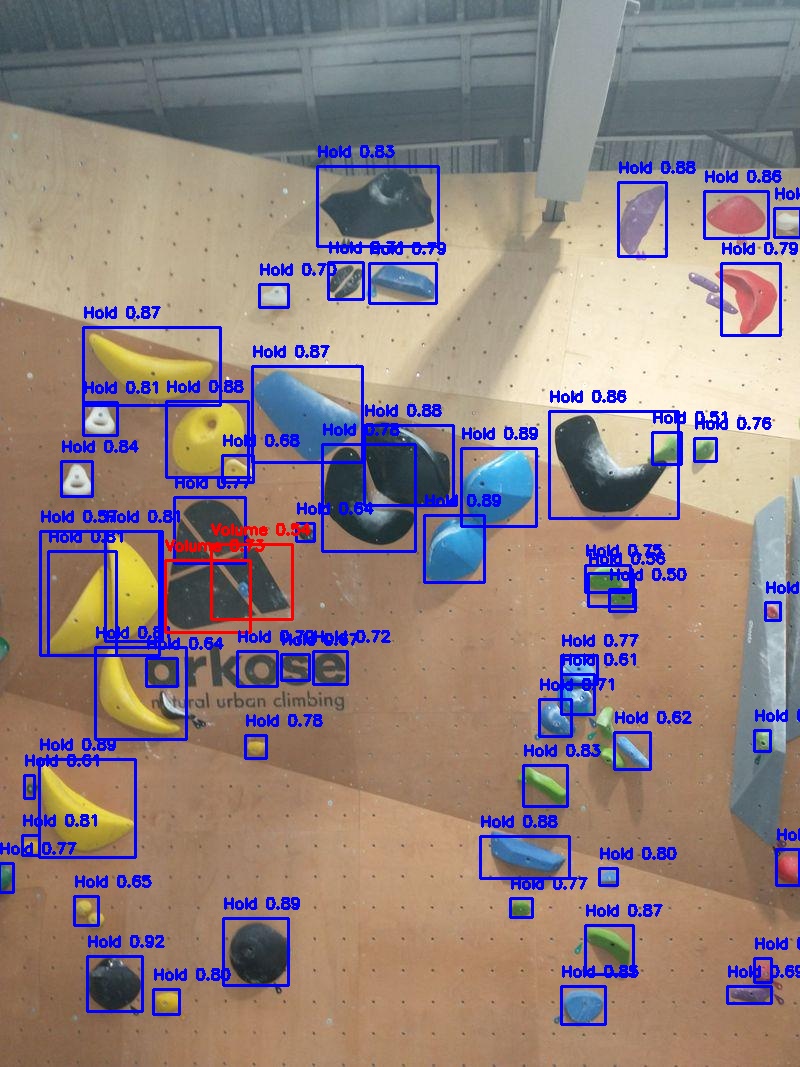 Hold 0.83
Hold 0.88
Hold 0.86
Hold 0.79
Hold 0.79
Hold 0.70
Hold 0.87
Hold 0.87
Hold 0.81
Hold 0.88
Hold 0.88
Hold 0.78
Hold 0.86
Hold 0.51
Hold 0.76
Hold 0.84
Hold 0.68
Hold 0.89
Hold 0.77
Hold 0.64
Hold 0.89
Hold 0.81
Volume 0.54
Hold 0.81
Volume 0.73
Hold 0.75
Hold 0.56
Hold 0.50
Hold 0.64
Hold 0.72
Hold 0.77
arkose
Hold 0.61
natural urban climbing
Hold 0.71
Hold 0.78
Hold 0.62
Hold 0.89
Hold 0.61
Hold 0.83
Hold 0.81
Hold 0.88
Hold 0.77
Hold 0.80
Hold 0.65
Hold 0.77
Hold 0.89
Hold 0.87
Hold 0.92
Hold 0.80
Hold 0.85
Hold 0.69